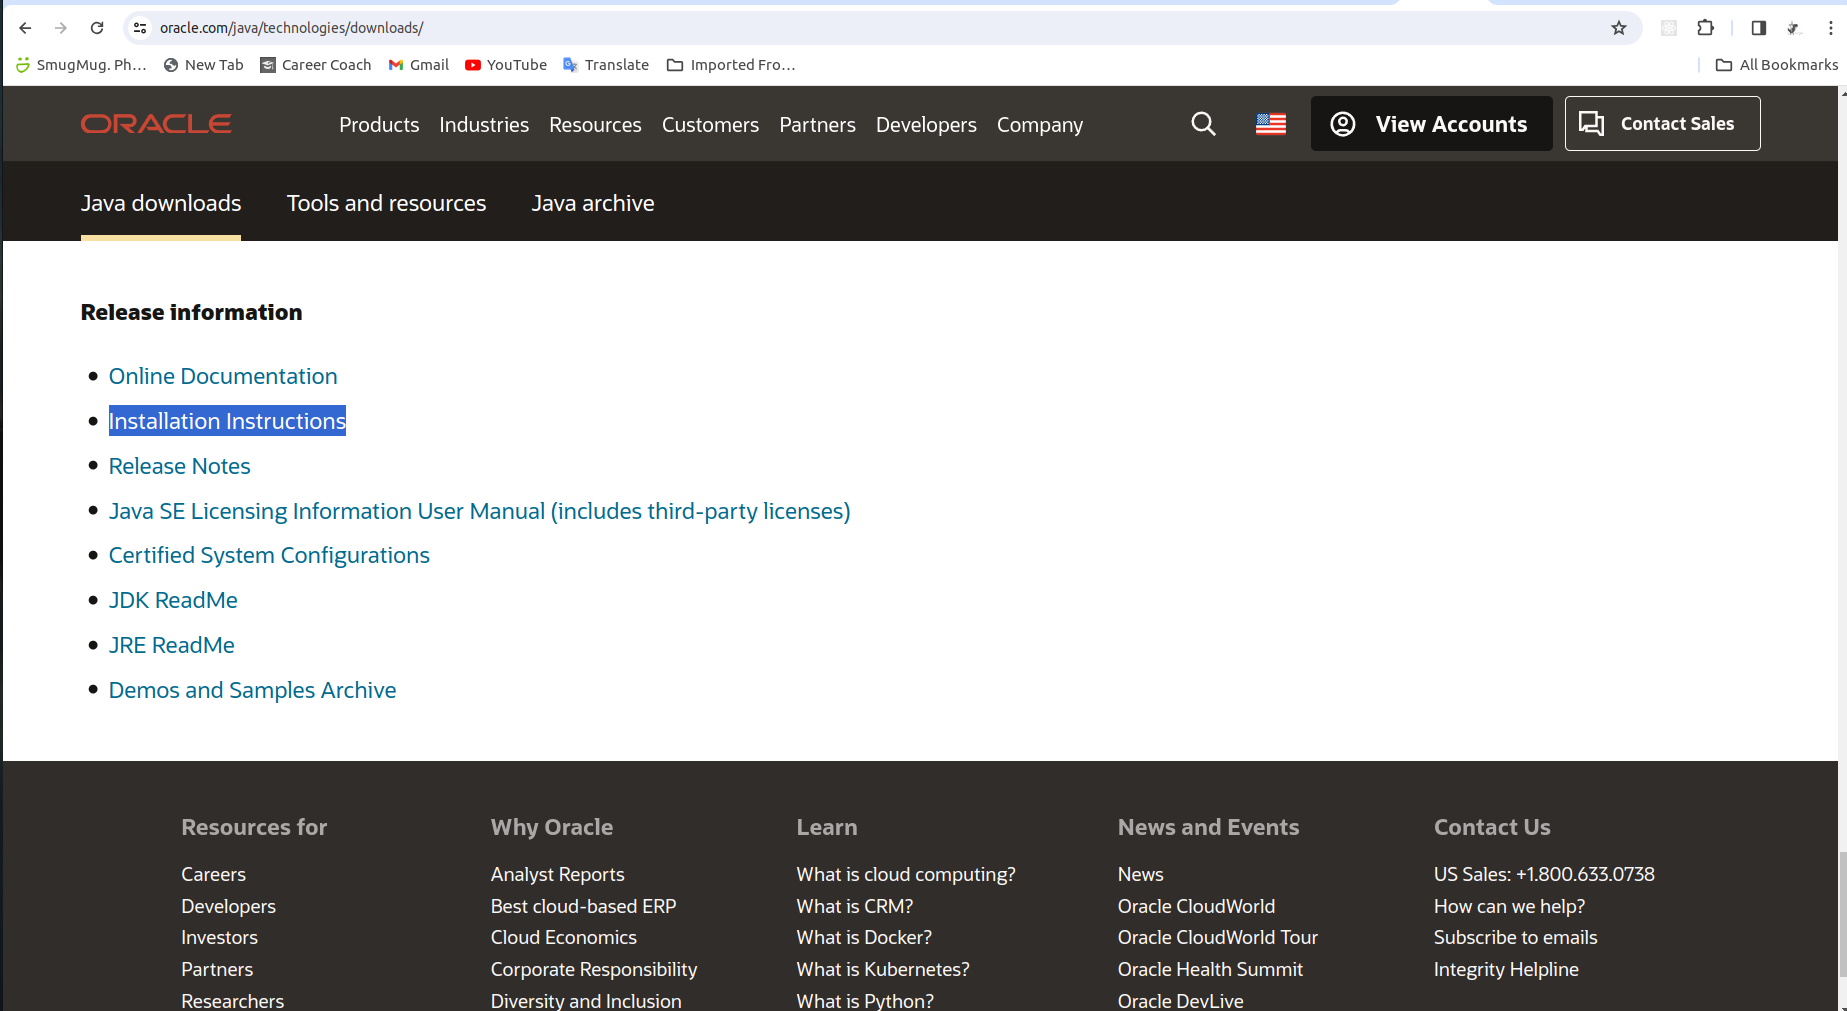 oracle.com/java/technologies/downloads/
SmugMug. Ph... New Tab Career Coach Gmail YouTube Translate Imported Fro... All Bookmarks
ORACLE Products Industries Resources Customers Partners Developers Company View Accounts Contact Sales
Java downloads Tools and resources Java archive
Release information
Online Documentation
Installation Instructions
Release Notes
Java SE Licensing Information User Manual (includes third-party licenses)
Certified System Configurations
JDK ReadMe
JRE ReadMe
Demos and Samples Archive
Resources for
Careers
Developers
Investors
Partners
Researchers
Why Oracle
Analyst Reports
Best cloud-based ERP
Cloud Economics
Corporate Responsibility
Diversity and Inclusion
Learn
What is cloud computing?
What is CRM?
What is Docker?
What is Kubernetes?
What is Python?
News and Events
News
Oracle CloudWorld
Oracle CloudWorld Tour
Oracle Health Summit
Oracle DevLive
Contact Us
US Sales: +1.800.633.0738
How can we help?
Subscribe to emails
Integrity Helpline